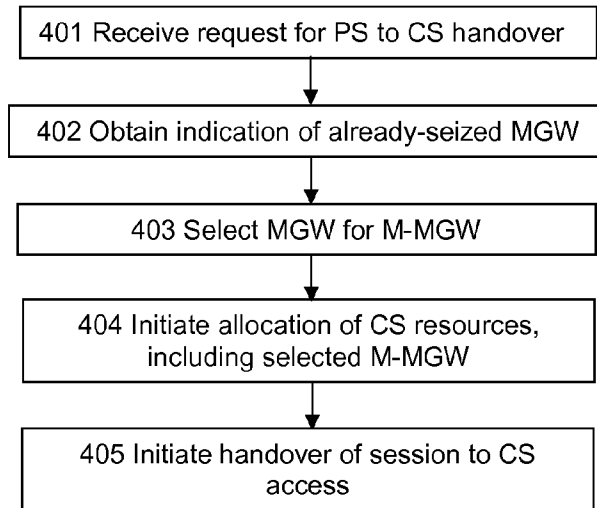 401 Receive request for PS to CS handover
402 Obtain indication of already-seized MGW
403 Select MGW for M-MGW
404 Initiate allocation of CS resources,
including selected M-MGW
405 Initiate handover of session to CS
access